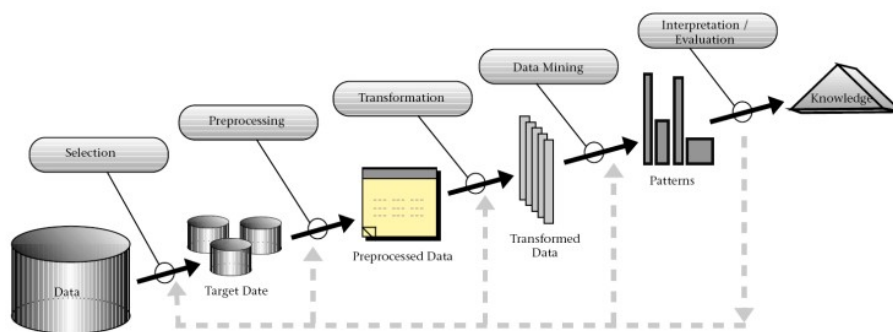 Interpretation /
Evaluation
Data Mining
Transformation
Preprocessing
Selection
Knowledge
Patterns
Transformed
Data
Preprocessed Data
Target Date
Data